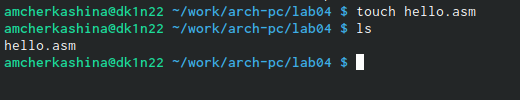 amcherkashina@dk1n22 ~/work/arch-pc/lab04 $ touch hello.asm
amcherkashina@dk1n22 ~/work/arch-pc/lab04 $ ls
hello.asm
amcherkashina@dk1n22 ~/work/arch-pc/lab04 $